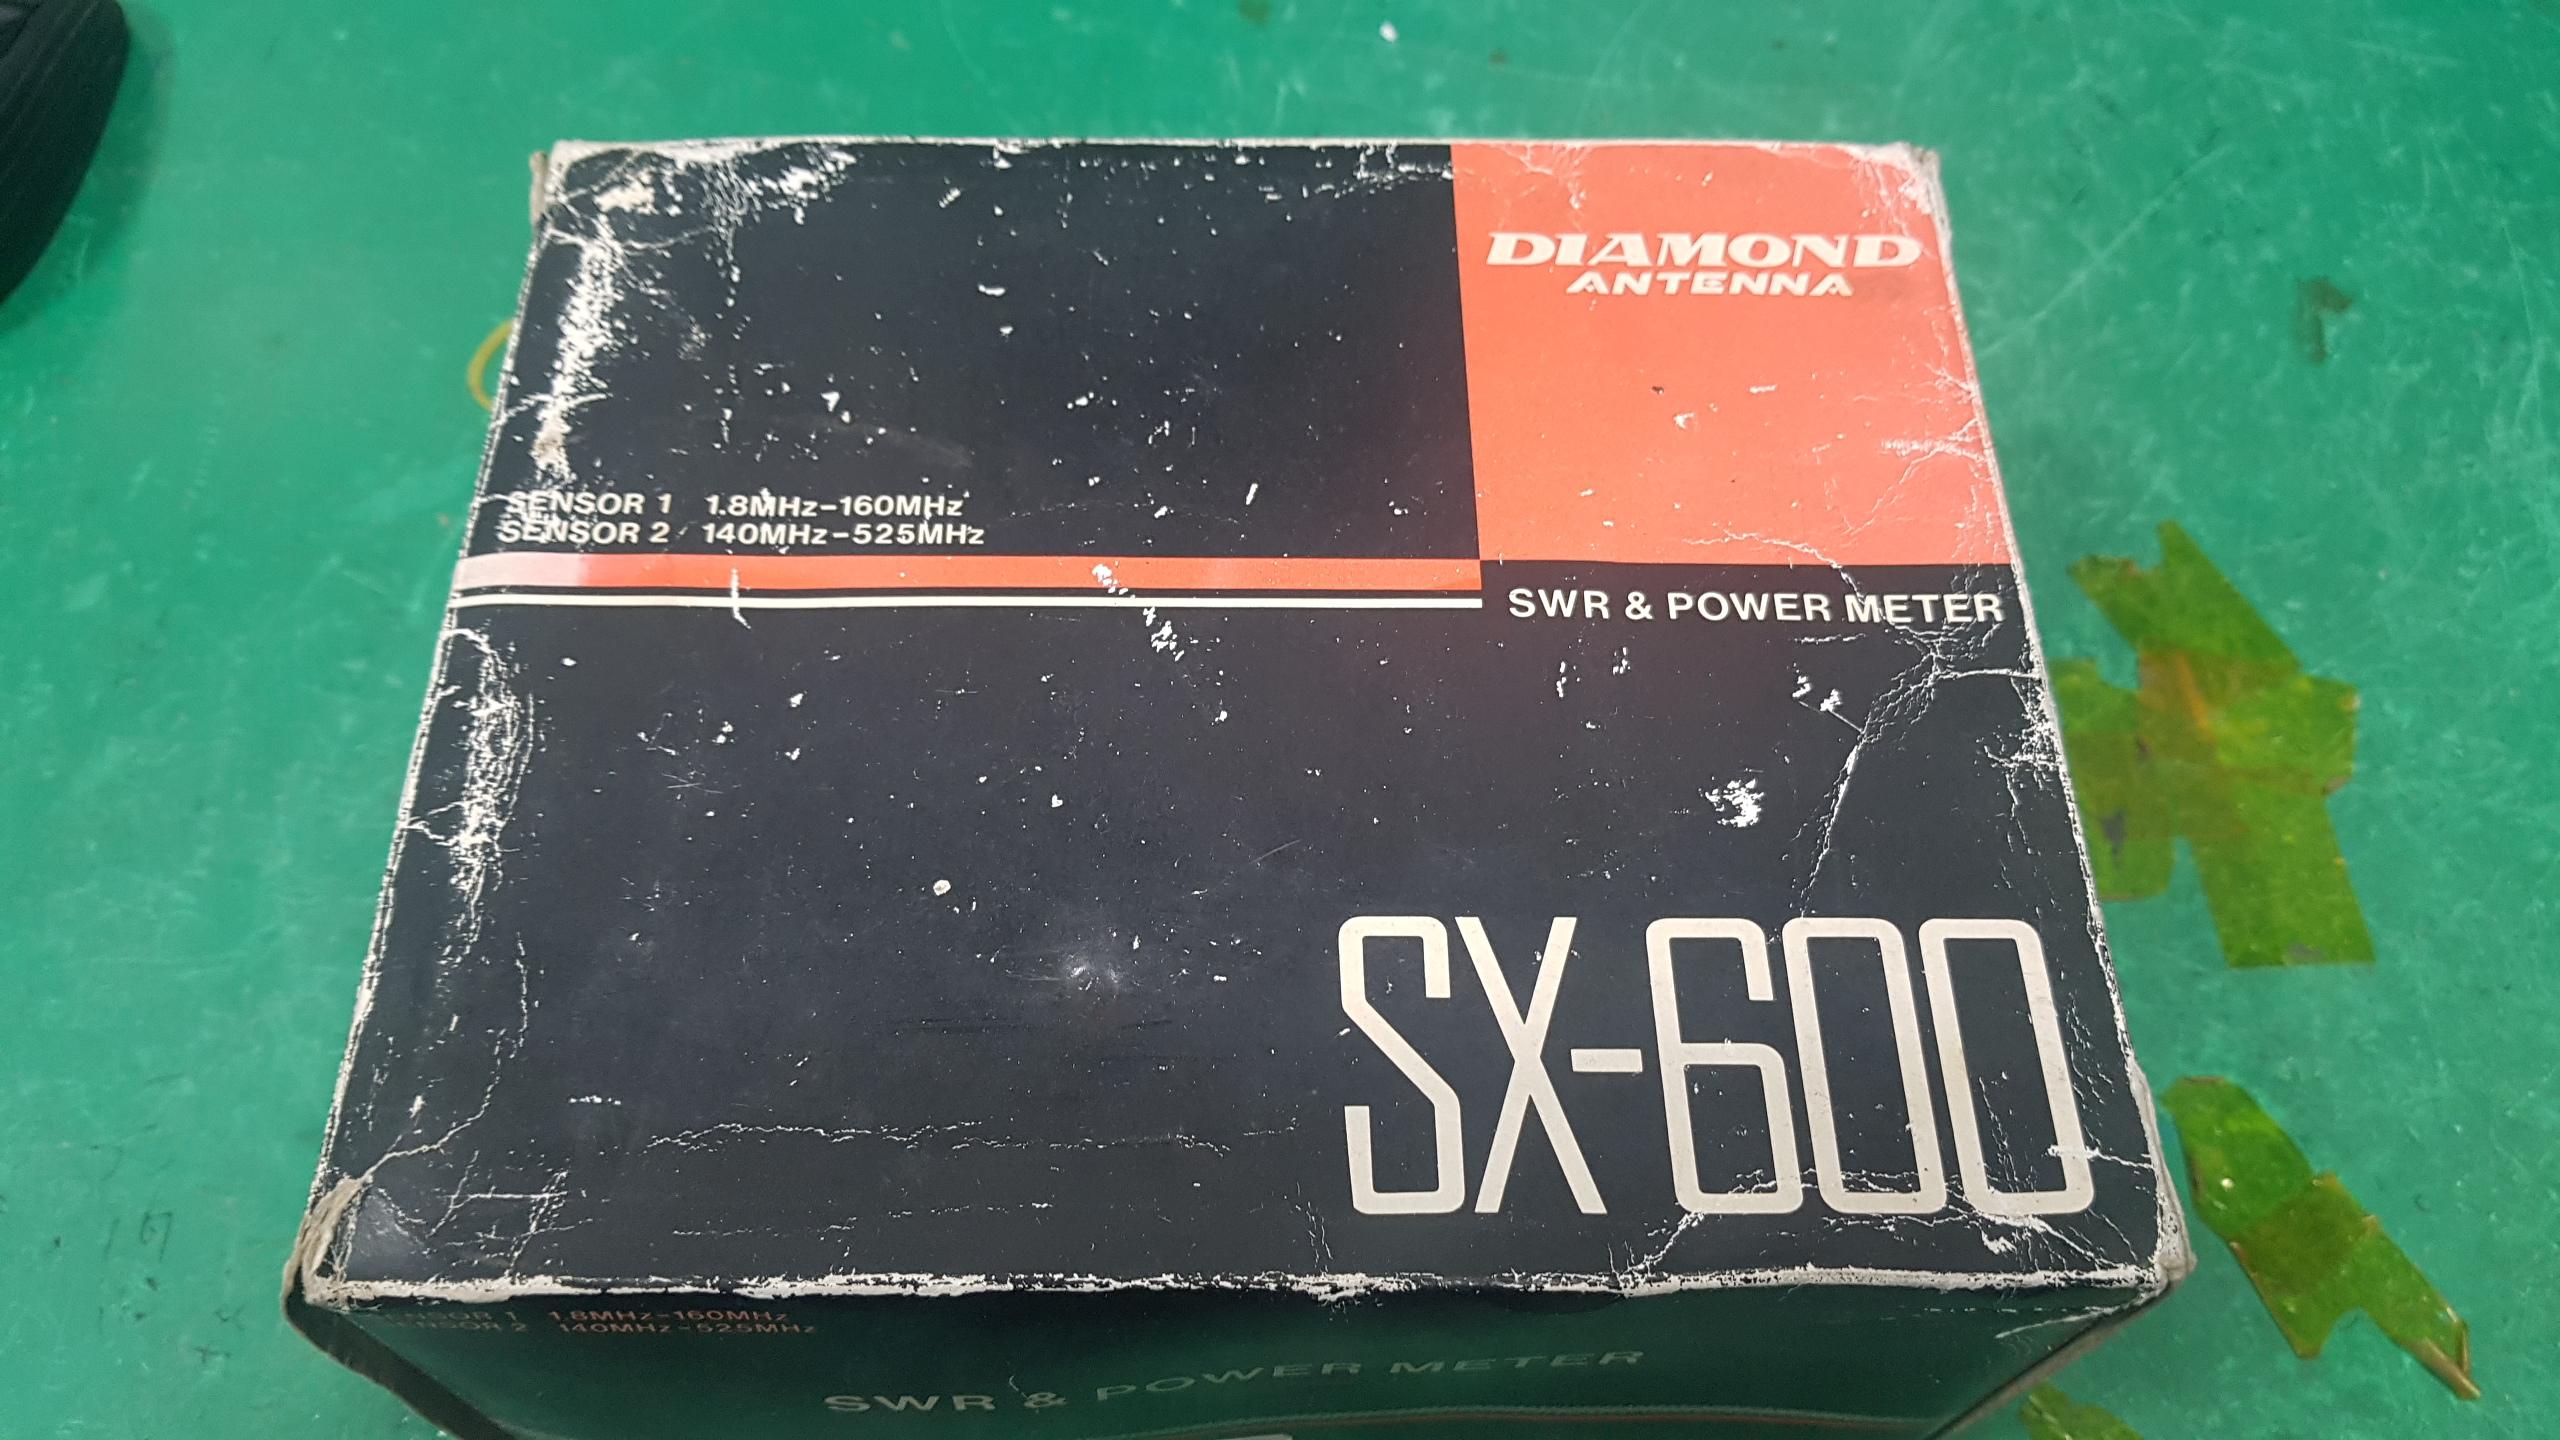 DIAMOND
ANTENNA
SENSOR 1 1.8MHz-160MHz
SENSOR 2 140MHz-525MHz
SWR & POWER METER
SX-600
SENSOR 1 1.8MHz-160MHz
SENSOR 2 140MHz-525MHz
SWR & POWER METER